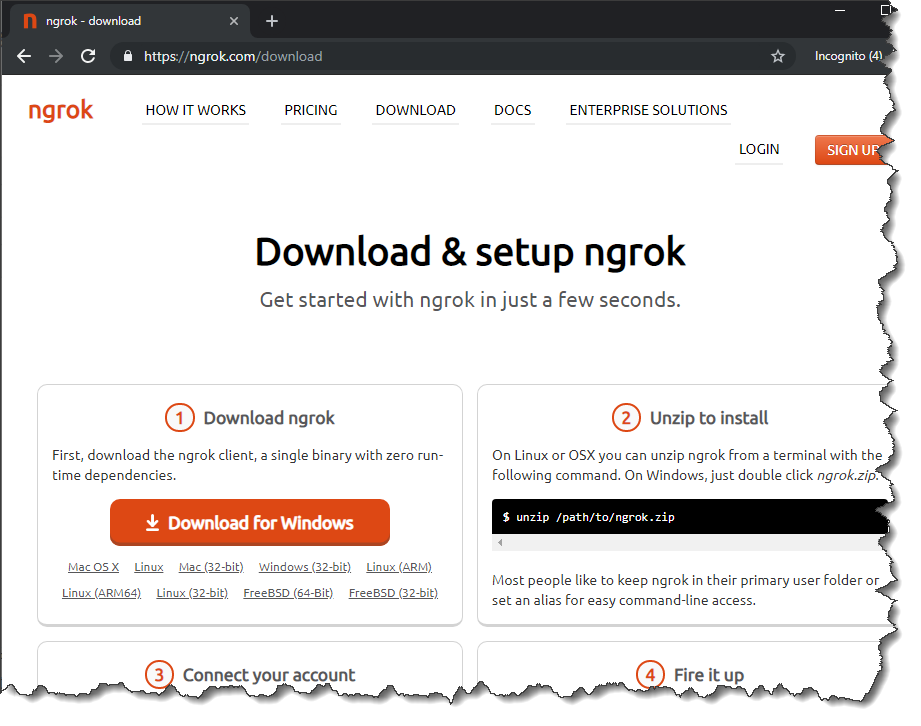 ngrok - download
https://ngrok.com/download
Incognito (4)
ngrok
HOW IT WORKS PRICING DOWNLOAD DOCS ENTERPRISE SOLUTIONS
LOGIN SIGN UP
Download & setup ngrok
Get started with ngrok in just a few seconds.
1 Download ngrok
First, download the ngrok client, a single binary with zero run-
time dependencies.
Download for Windows
Mac OS X Linux Mac (32-bit) Windows (32-bit) Linux (ARM)
Linux (ARM64) Linux (32-bit) FreeBSD (64-Bit) FreeBSD (32-bit)
2 Unzip to install
On Linux or OSX you can unzip ngrok from a terminal with the
following command. On Windows, just double click ngrok.zip.
$ unzip /path/to/ngrok.zip
Most people like to keep ngrok in their primary user folder or
set an alias for easy command-line access.
3 Connect your account
4 Fire it up